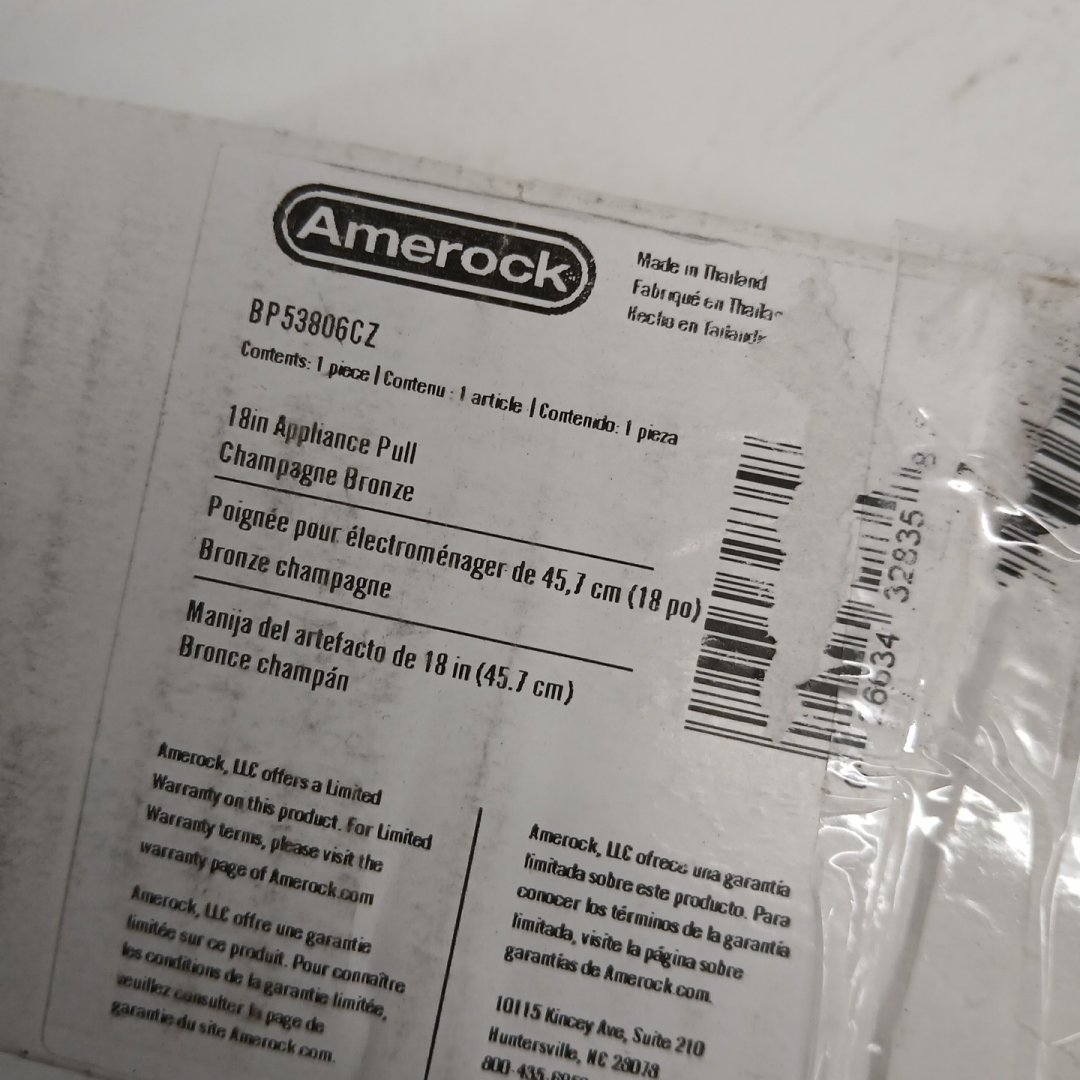 Amerock
Made in Thailand
Fabriqué en
Hecho en
BP53806CZ
Contents: 1 piece | Contenu : 1 article | Contenido: 1 pieza
18in Appliance Pull
Champagne Bronze
Poignée pour électroménager de 45,7 cm (18 po)
Bronze champagne
Manija del artefacto de 18 in (45.7 cm)
Bronce champán
32835
Amerock, LLC offers a Limited
Warranty on this product. For Limited
Warranty terms, please visit the
warranty page of Amerock.com
Amerock, LLC offre une garantie
limitée sur ce produit. Pour connaître
les conditions de la garantie limitée,
veuillez consulter la page de
garantie du site Amerock.com.
Amerock, LLC ofrece una garantía
limitada sobre este producto. Para
conocer los términos de la garantía
limitada, visite la página sobre
garantías de Amerock.com.
10115 Kincey Ave, Suite 210
Huntersville, NC 28078